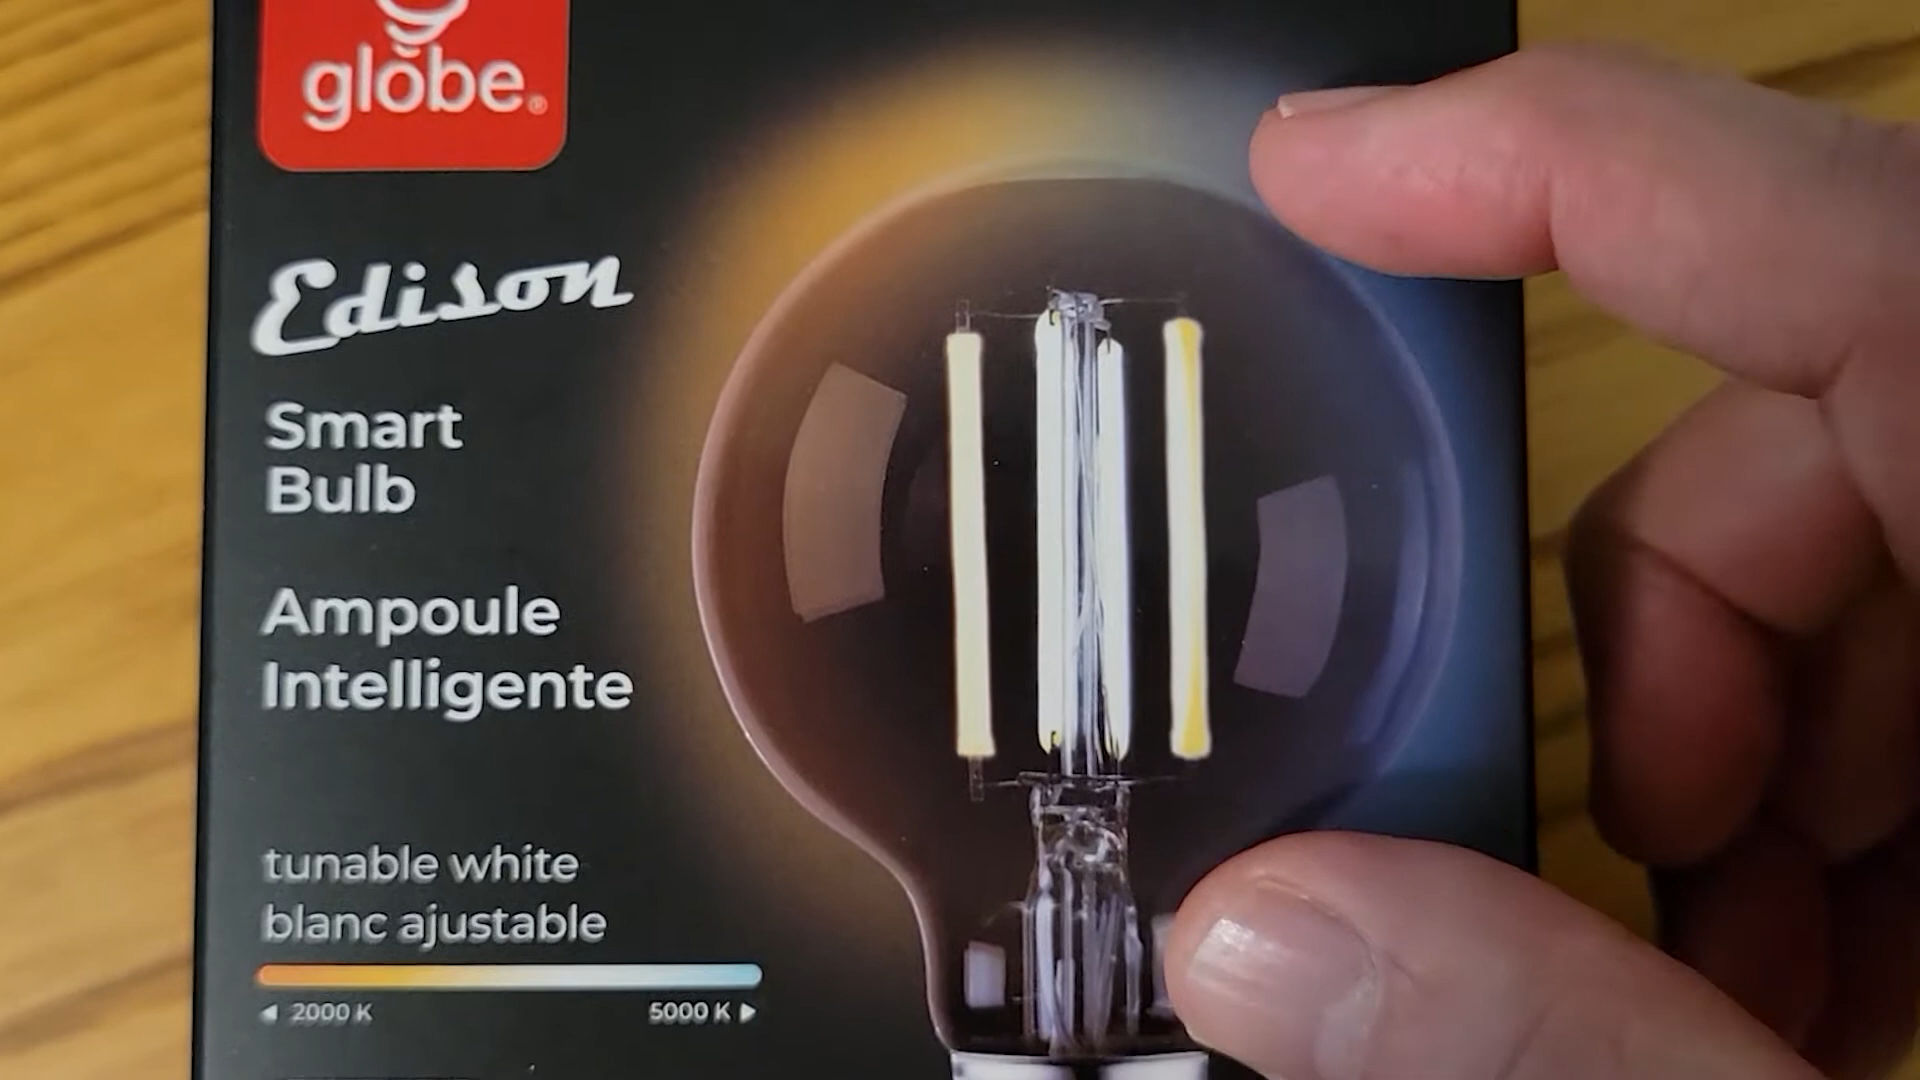 globe®
Edison
Smart
Bulb
Ampoule
Intelligente
tunable white
blanc ajustable
◀ 2000 K 5000 K ▶